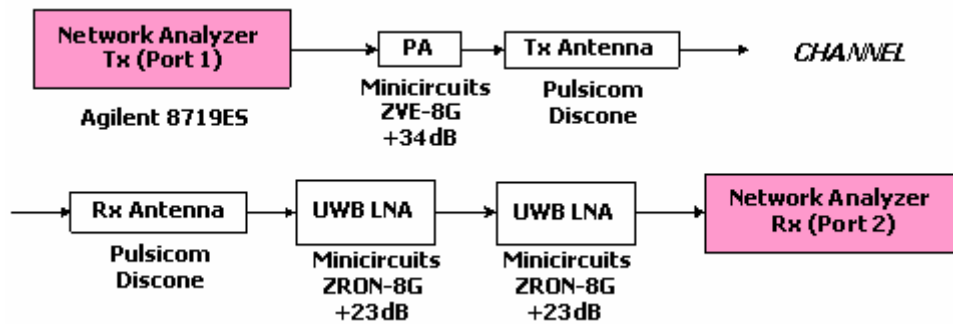 Network Analyzer
Tx (Port 1)
Agilent 8719ES
PA
Minicircuits
ZVE-8G
+34dB
Tx Antenna
Pulsicom
Discone
CHANNEL
Rx Antenna
Pulsicom
Discone
UWB LNA
Minicircuits
ZRON-8G
+23dB
UWB LNA
Minicircuits
ZRON-8G
+23dB
Network Analyzer
Rx (Port 2)